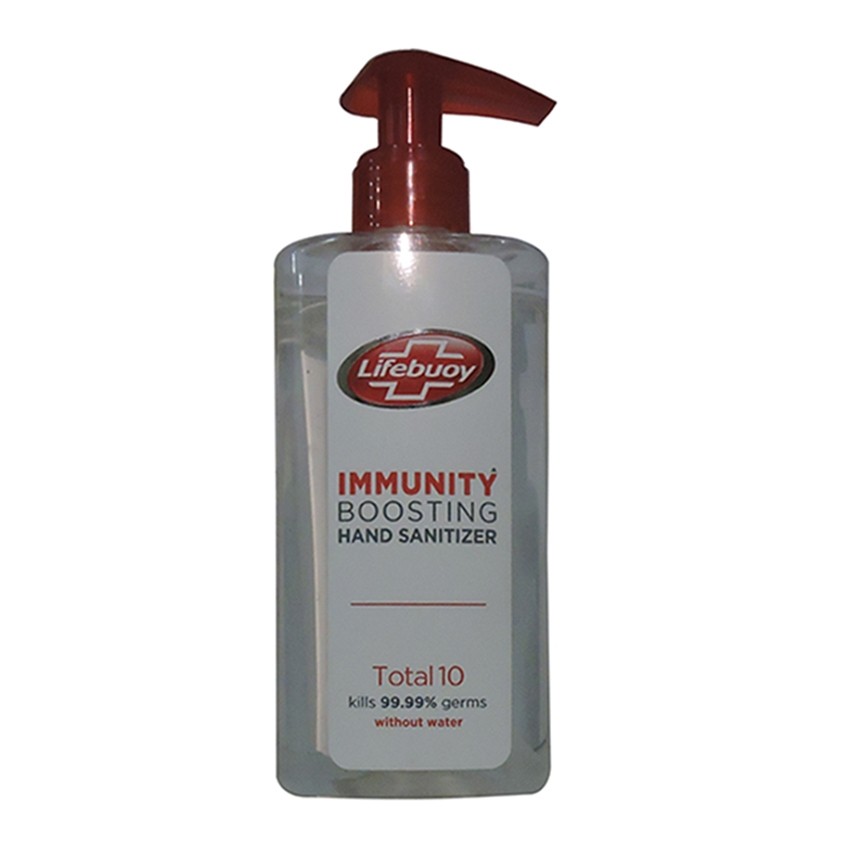 Lifebuoy
IMMUNITY
BOOSTING
HAND SANITIZER
Total 10
kills 99.99% germs
without water